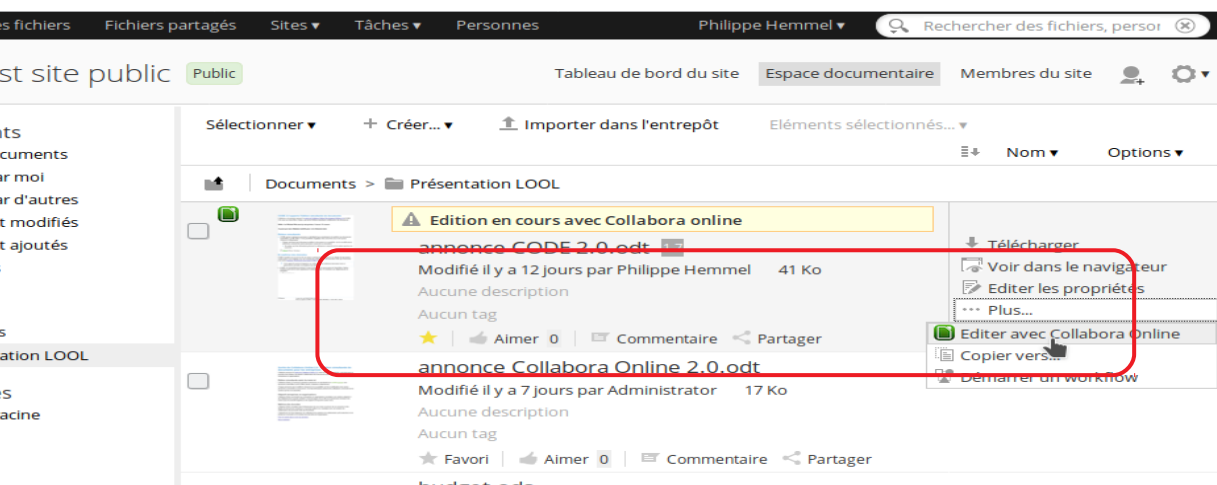 es fichiers Fichiers partagés Sites Tâches Personnes Philippe Hemmel Rechercher des fichiers, person
st site public Public Tableau de bord du site Espace documentaire Membres du site
Sélectionner Créer... Importer dans l'entrepôt Eléments sélectionnés...
Nom Options
Documents > Présentation LOOL
nts
cuments
ar moi
ar d'autres
t modifiés
t ajoutés
s
s
ation LOOL
es
acine
Edition en cours avec Collabora online
annonce CODE 2.0.odt 1.7
Modifié il y a 12 jours par Philippe Hemmel 41 Ko
Aucune description
Aucun tag
Aimer 0 Commentaire Partager
Télécharger
Voir dans le navigateur
Editer les propriétés
Plus...
Editer avec Collabora Online
Copier vers...
Démarrer un workflow
annonce Collabora Online 2.0.odt
Modifié il y a 7 jours par Administrator 17 Ko
Aucune description
Aucun tag
Favori Aimer 0 Commentaire Partager
budget.ods